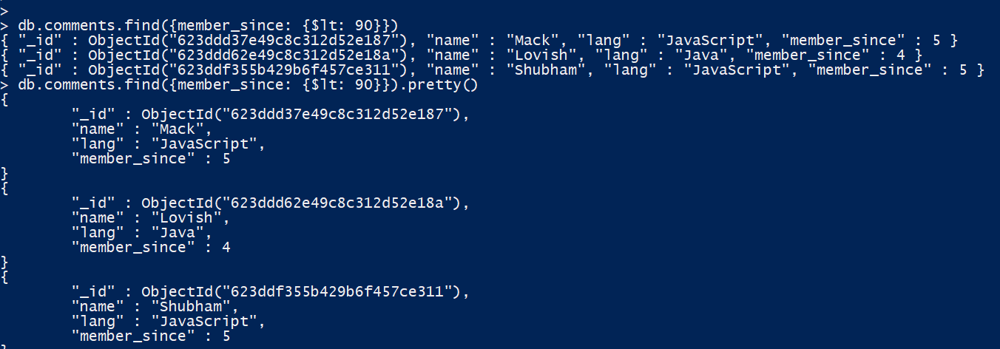 >
> db.comments.find({member_since: {$lt: 90}})
{ "_id" : ObjectId("623ddd37e49c8c312d52e187"), "name" : "Mack", "lang" : "JavaScript", "member_since" : 5 }
{ "_id" : ObjectId("623ddd62e49c8c312d52e18a"), "name" : "Lovish", "lang" : "Java", "member_since" : 4 }
{ "_id" : ObjectId("623ddf355b429b6f457ce311"), "name" : "Shubham", "lang" : "JavaScript", "member_since" : 5 }
> db.comments.find({member_since: {$lt: 90}}).pretty()
{
        "_id" : ObjectId("623ddd37e49c8c312d52e187"),
        "name" : "Mack",
        "lang" : "JavaScript",
        "member_since" : 5
}
{
        "_id" : ObjectId("623ddd62e49c8c312d52e18a"),
        "name" : "Lovish",
        "lang" : "Java",
        "member_since" : 4
}
{
        "_id" : ObjectId("623ddf355b429b6f457ce311"),
        "name" : "Shubham",
        "lang" : "JavaScript",
        "member_since" : 5
}